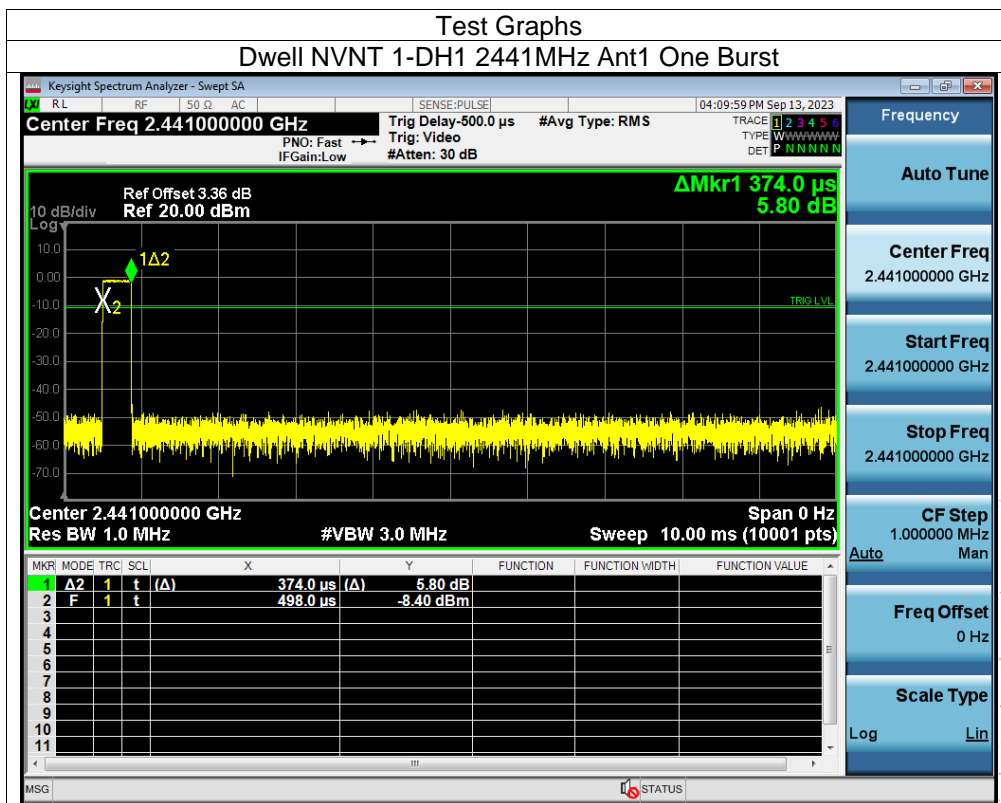 Test Graphs
Dwell NVNT 1-DH1 2441MHz Ant1 One Burst
Keysight Spectrum Analyzer - Swept SA
LXI RL RF 50 Ω AC SENSE:PULSE 04:09:59 PM Sep 13, 2023
Center Freq 2.441000000 GHz
PNO: Fast
IFGain:Low
Trig Delay-500.0 µs
Trig: Video
#Atten: 30 dB
#Avg Type: RMS
TRACE 1 2 3 4 5 6
TYPE WWWWWW
DET P N N N N N
ΔMkr1 374.0 µs
5.80 dB
Ref Offset 3.36 dB
10 dB/div Ref 20.00 dBm
Log
10.0
0.00
-10.0
-20.0
-30.0
-40.0
-50.0
-60.0
-70.0
1Δ2
X2
TRIG LVL
Center 2.441000000 GHz Span 0 Hz
Res BW 1.0 MHz #VBW 3.0 MHz Sweep 10.00 ms (10001 pts)
MKR MODE TRC SCL X Y FUNCTION FUNCTION WIDTH FUNCTION VALUE
1 Δ2 1 t (Δ) 374.0 µs (Δ) 5.80 dB
2 F 1 t 498.0 µs -8.40 dBm
3
4
5
6
7
8
9
10
11
MSG STATUS
Frequency
Auto Tune
Center Freq
2.441000000 GHz
Start Freq
2.441000000 GHz
Stop Freq
2.441000000 GHz
CF Step
1.000000 MHz
Auto Man
Freq Offset
0 Hz
Scale Type
Log Lin